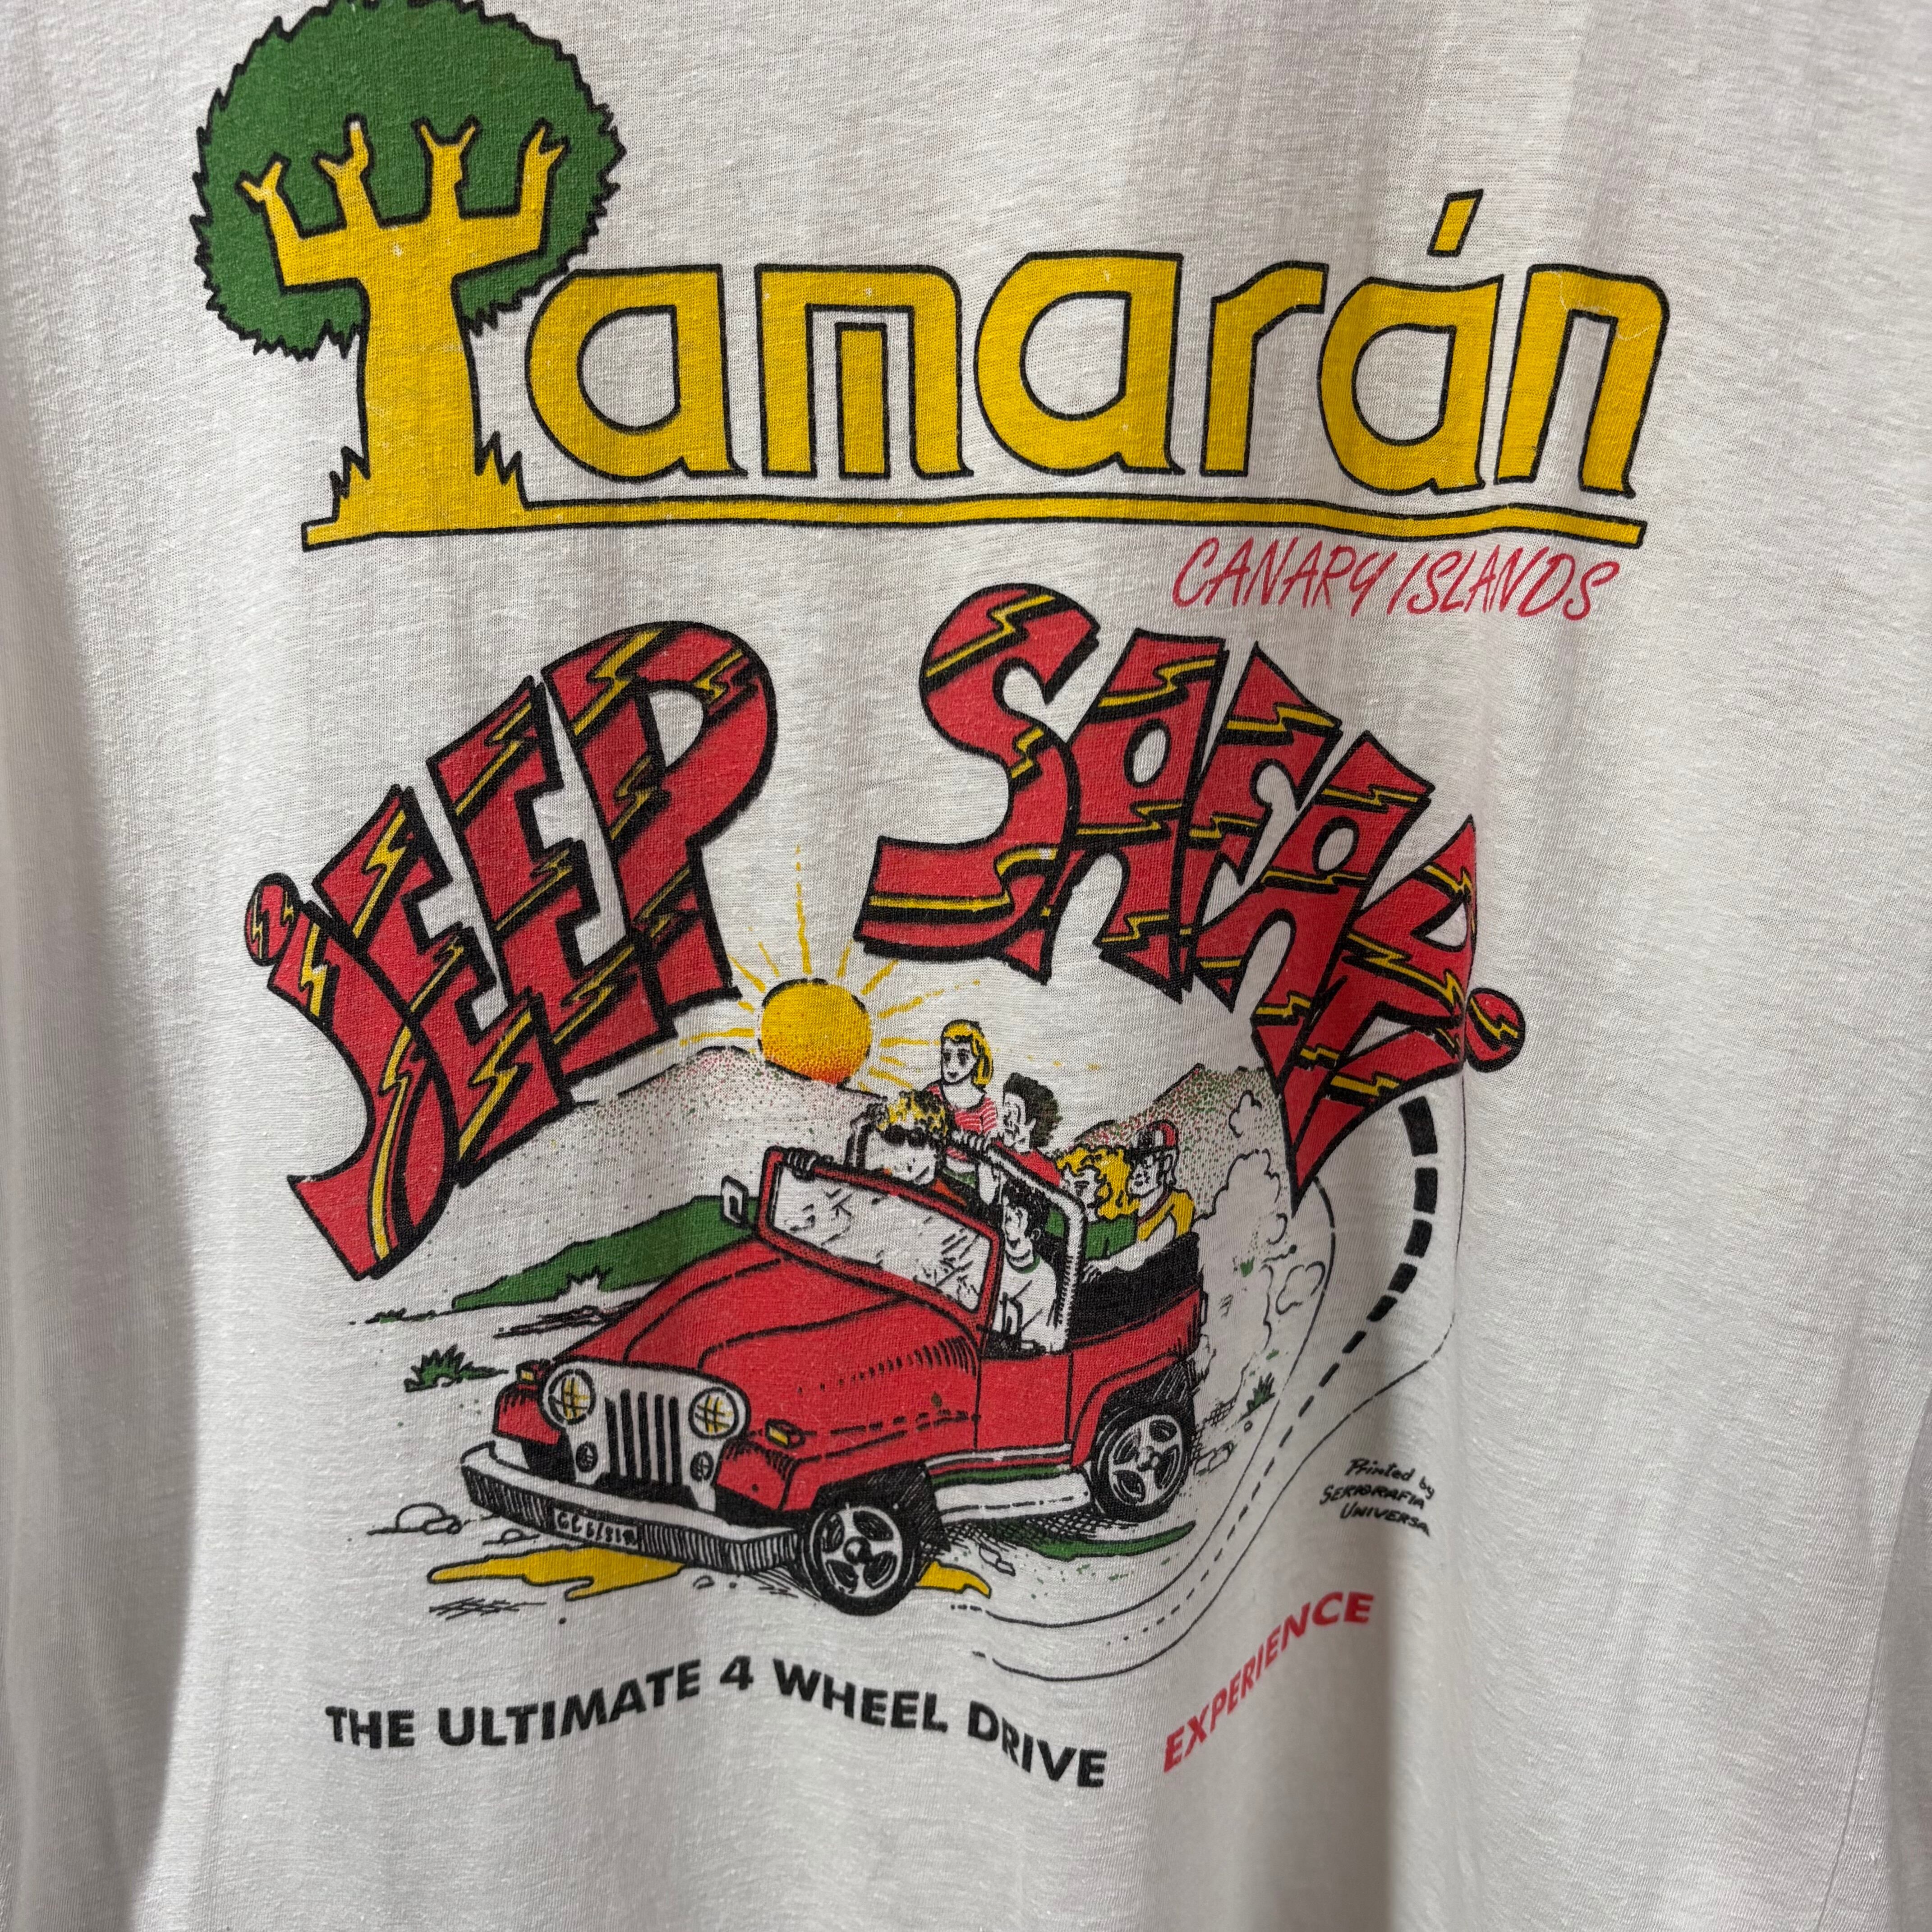 Tamarán
CANARY ISLANDS
JEEP SAFARI
Printed by
SERIGRAFIA
UNIVERSA
THE ULTIMATE 4 WHEEL DRIVE EXPERIENCE